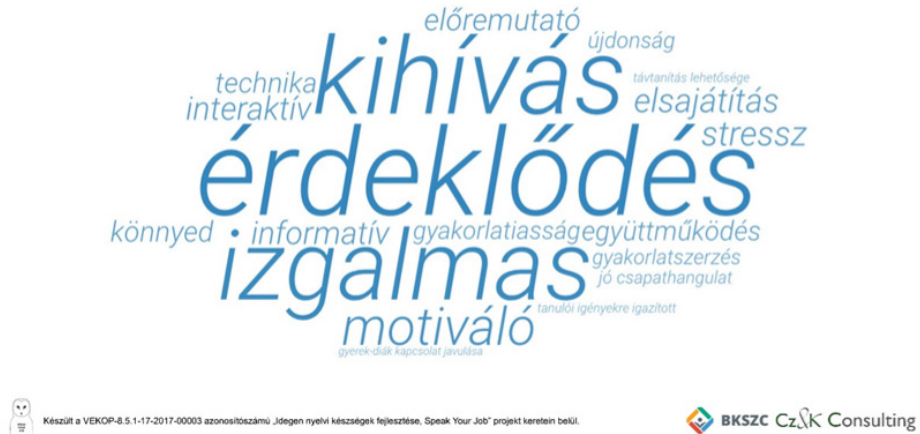 előremutató
kihívás újdonság
technika távtanítás lehetősége
interaktív elsajátítás
stressz
érdeklődés
könnyed informatív gyakorlatiasság együttműködés
izgalmas gyakorlatszerzés
jó csapathangulat
tanulói igényekre igazított
motiváló
gyerek-diák kapcsolat javulása
Készült a VEKOP-8.5.1-17-2017-00003 azonosítószámú „Idegen nyelvi készségek fejlesztése, Speak Your Job” projekt keretein belül.
BKSZC Cz&K Consulting